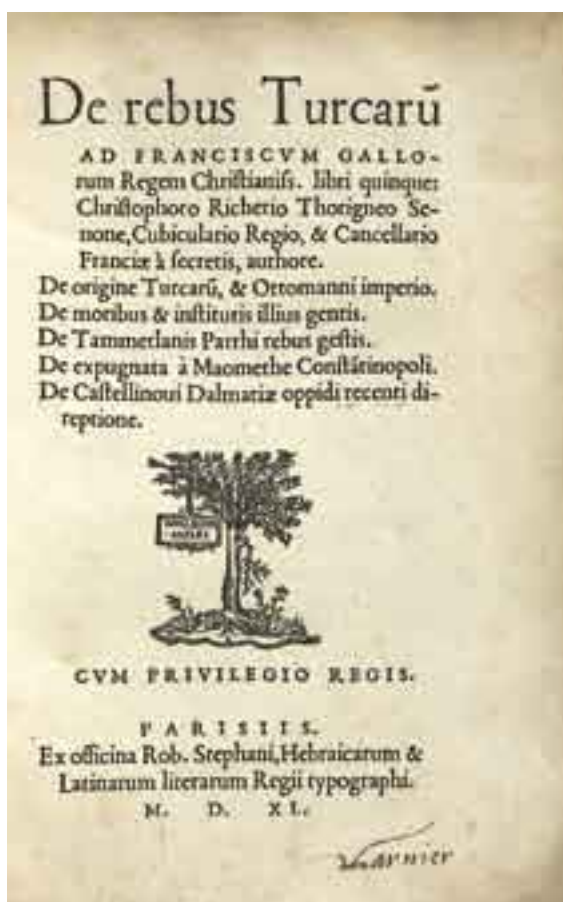 De rebus Turcarū
AD FRANCISCVM GALLO-
rum Regem Christianiss. libri quinque:
Christophoro Richerio Thorigneo Se-
none, Cubiculario Regio, & Cancellario
Franciæ à secretis, authore.
De origine Turcarū, & Ottomanni imperio.
De moribus & institutis illius gentis.
De Tammerlanis Parthi rebus gestis.
De expugnata à Maomethe Constātinopoli.
De Castellinoui Dalmatiæ oppidi recenti di-
reptione.
CVM PRIVILEGIO REGIS.
PARISIIS.
Ex officina Rob. Stephani, Hebraicarum &
Latinarum literarum Regii typographi.
M. D. XL.